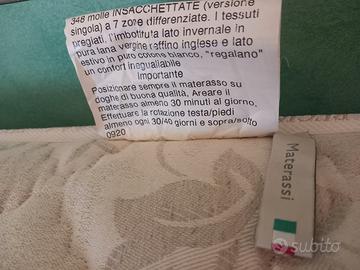 348 molle INSACCHETTATE (versione
singola) a 7 zone differenziate. I tessuti
pregiati, l'imbottitura lato invernale in
pura lana vergine raffino inglese e lato
estivo in puro cotone bianco, "regalano"
un confort ineguagliabile
Importante
Posizionare sempre il materasso su
doghe di buona qualità, Areare il
materasso almeno 30 minuti al giorno,
Effettuare la rotazione testa/piedi
almeno ogni 30/40 giorni e sopra/sotto
0920
Materassi
subito